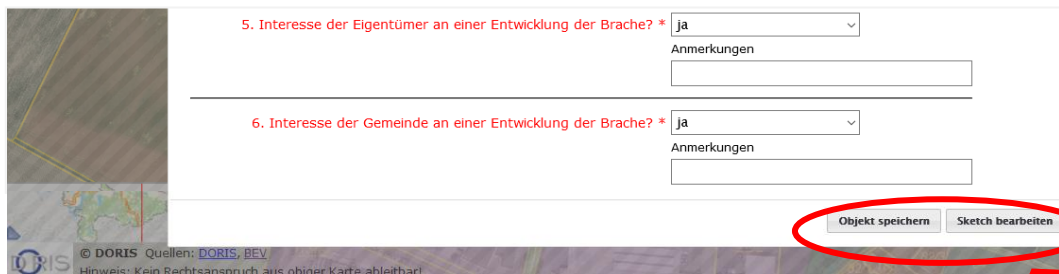 5. Interesse der Eigentümer an einer Entwicklung der Brache? * ja
Anmerkungen
6. Interesse der Gemeinde an einer Entwicklung der Brache? * ja
Anmerkungen
Objekt speichern Sketch bearbeiten
DORIS © DORIS Quellen: DORIS, BEV
Hinweis: Kein Rechtsanspruch aus obiger Karte ableitbar!